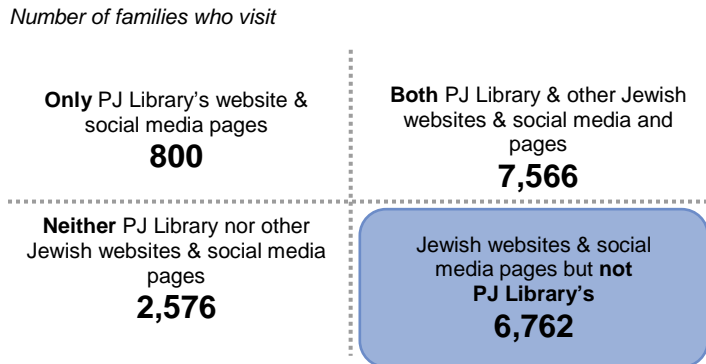 Number of families who visit
Only PJ Library's website &
social media pages
800
Both PJ Library & other Jewish
websites & social media and
pages
7,566
Neither PJ Library nor other
Jewish websites & social media
pages
2,576
Jewish websites & social
media pages but not
PJ Library's
6,762